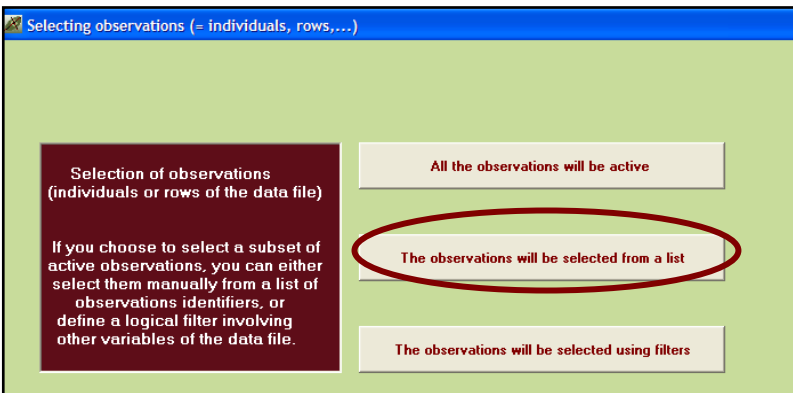 Selecting observations (= individuals, rows,...)
Selection of observations
(individuals or rows of the data file)
If you choose to select a subset of
active observations, you can either
select them manually from a list of
observations identifiers, or
define a logical filter involving
other variables of the data file.
All the observations will be active
The observations will be selected from a list
The observations will be selected using filters